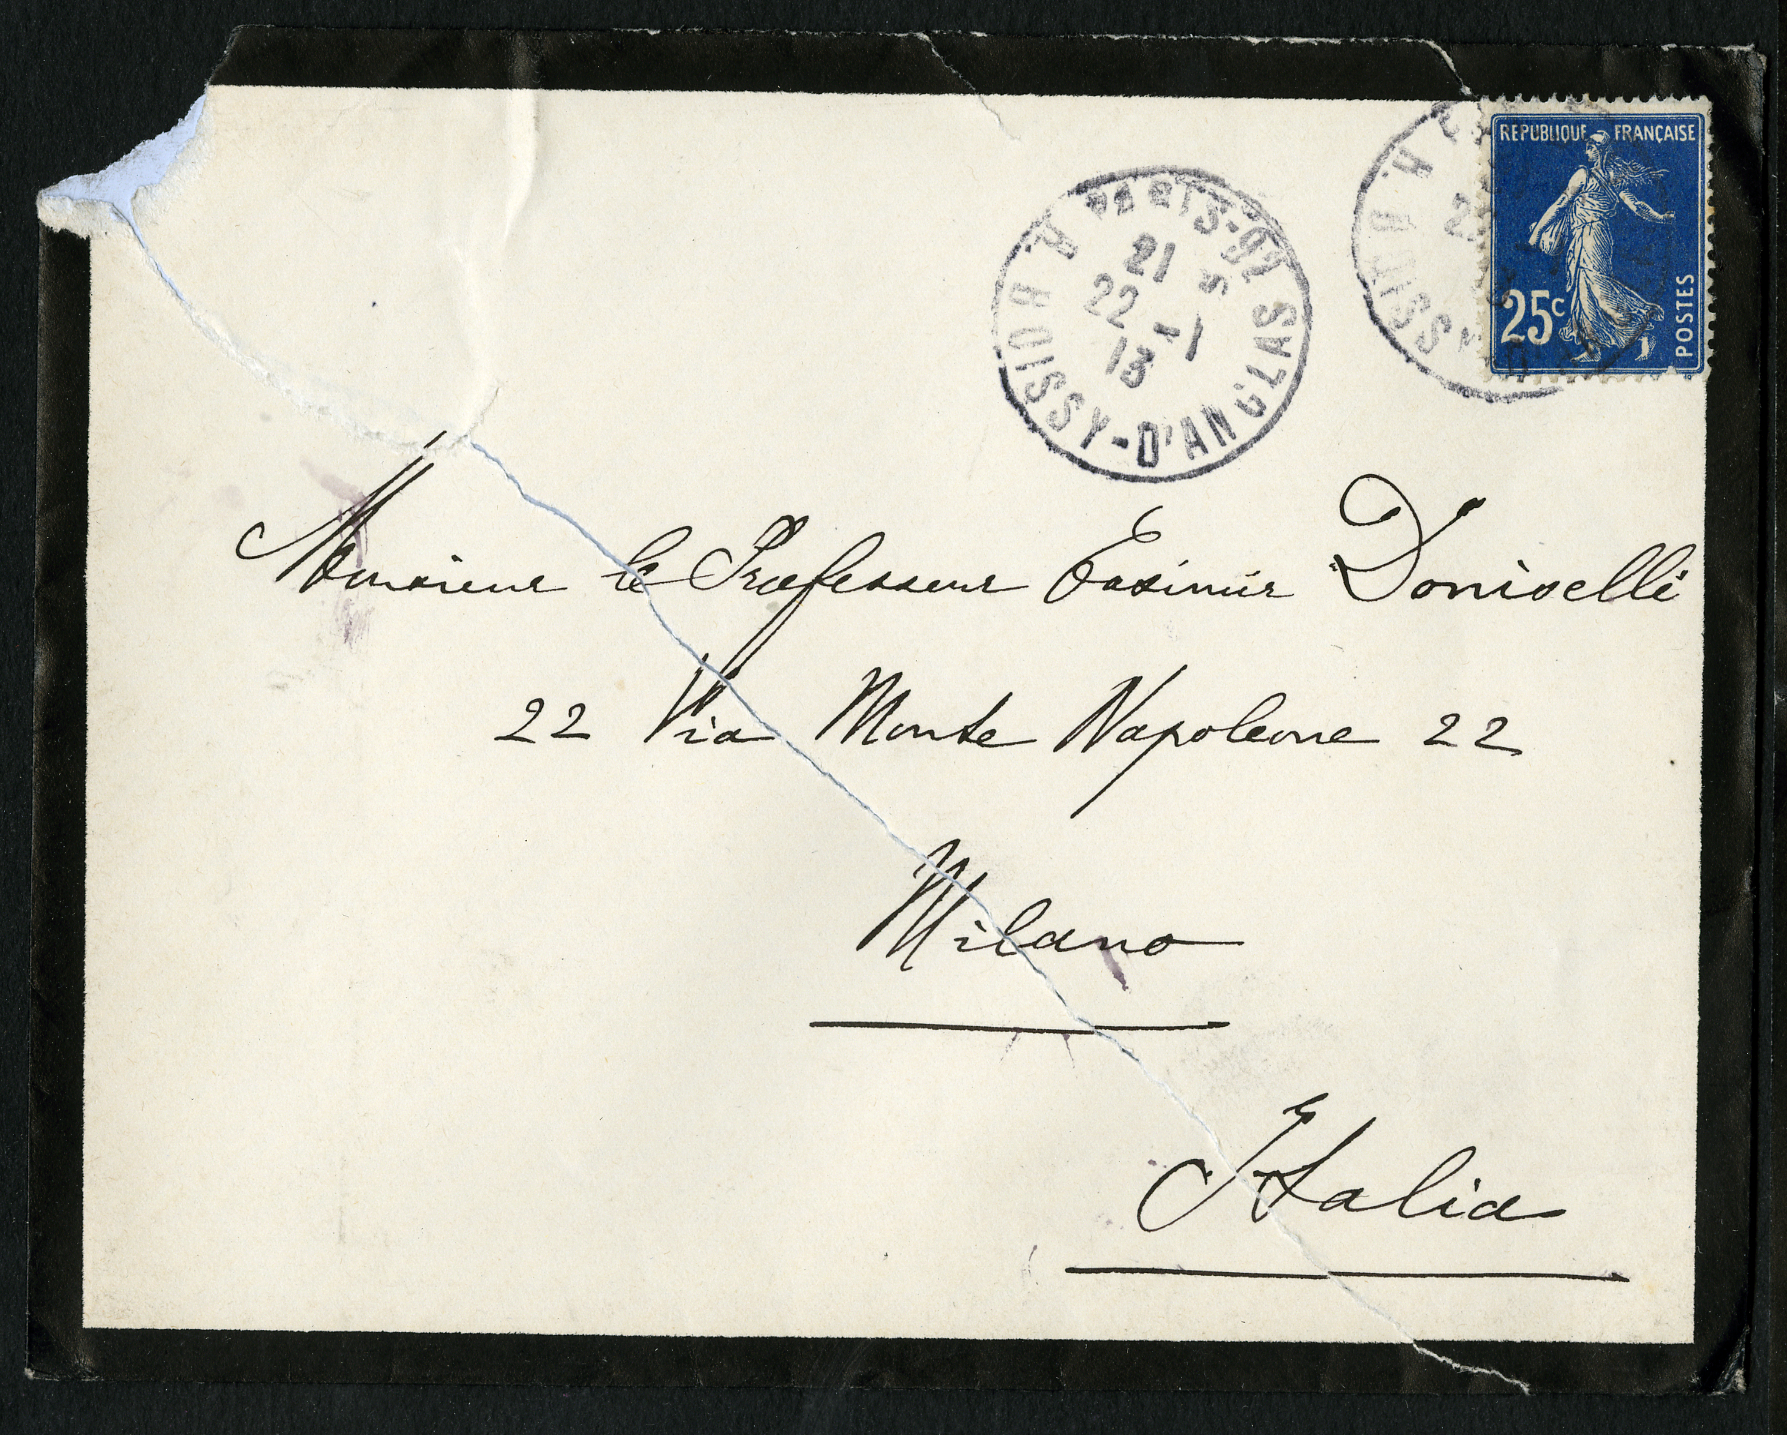 REPUBLIQUE FRANÇAISE
25c
POSTES
PARIS-92
21
22 -1
13
R. BOISSY-D'ANGLAS
Monsieur le Professeur Casimir Doniselli
22 Via Monte Napoleone 22
Milano
Italia